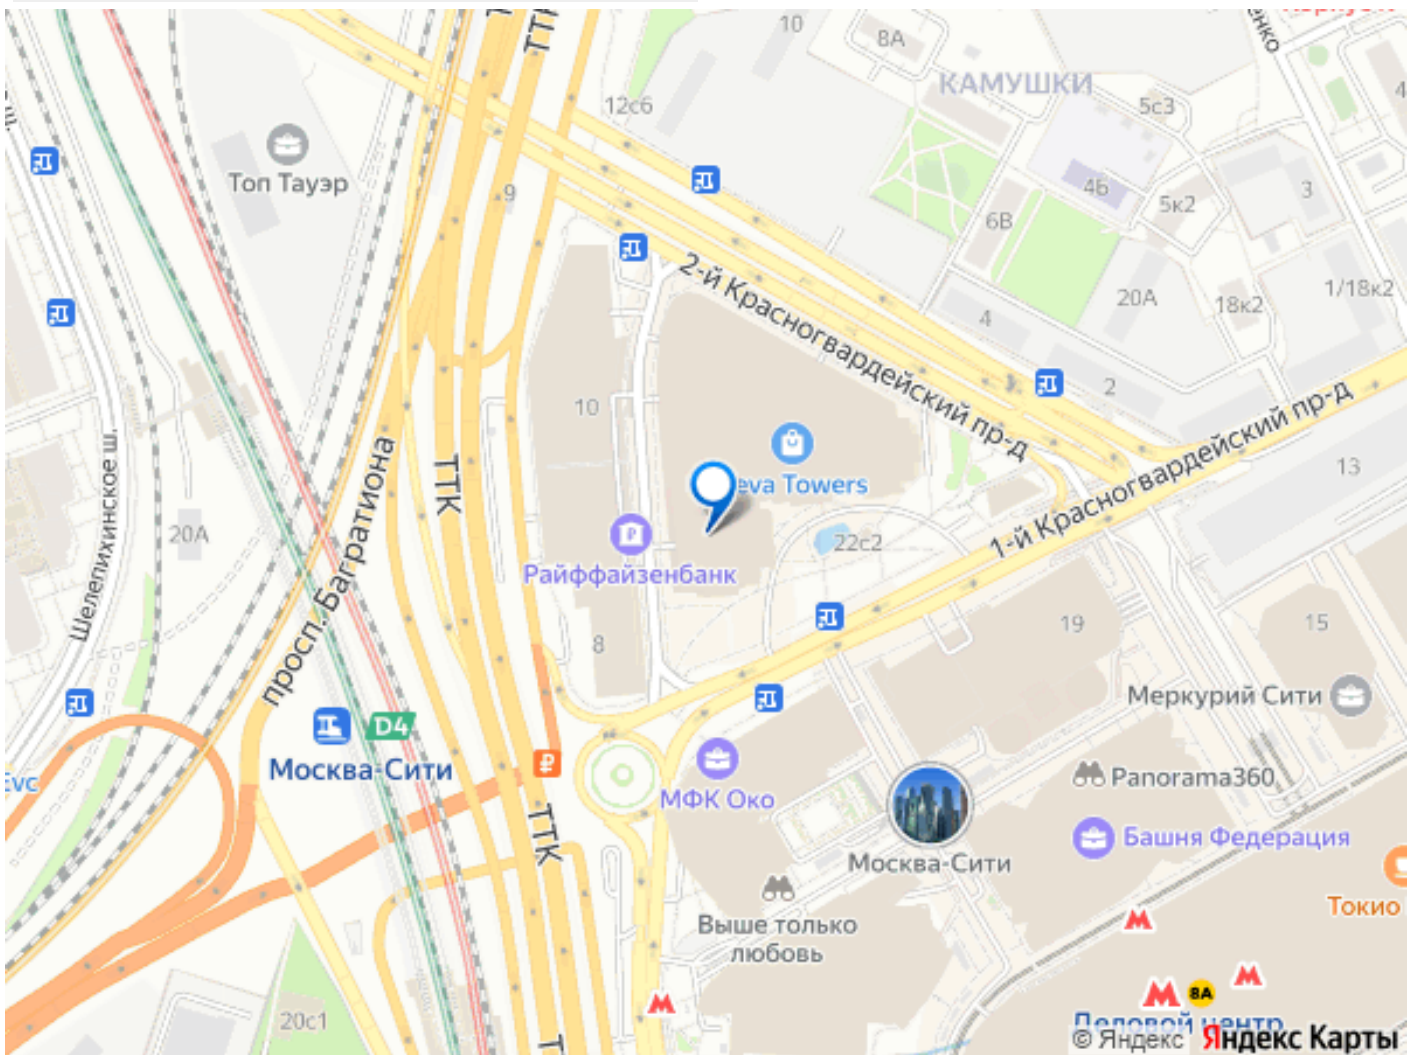 10
8А
КАМУШКИ
12с6
5с3
ТТК
Топ Тауэр
9
4Б
5к2
3
6В
2-й Красногвардейский пр-д
20А
18к2
1/18к2
4
2
10
1-й Красногвардейский пр-д
13
eva Towers
ТТК
просп. Багратиона
Шелепихинское ш.
20А
22с2
Райффайзенбанк
8
19
15
Меркурий Сити
D4
Москва-Сити
₽
МФК Око
Panorama360
Башня Федерация
ТТК
Москва-Сити
Токио
Выше только
любовь
8А
20с1
Деловой центр
© Яндекс Яндекс Карты